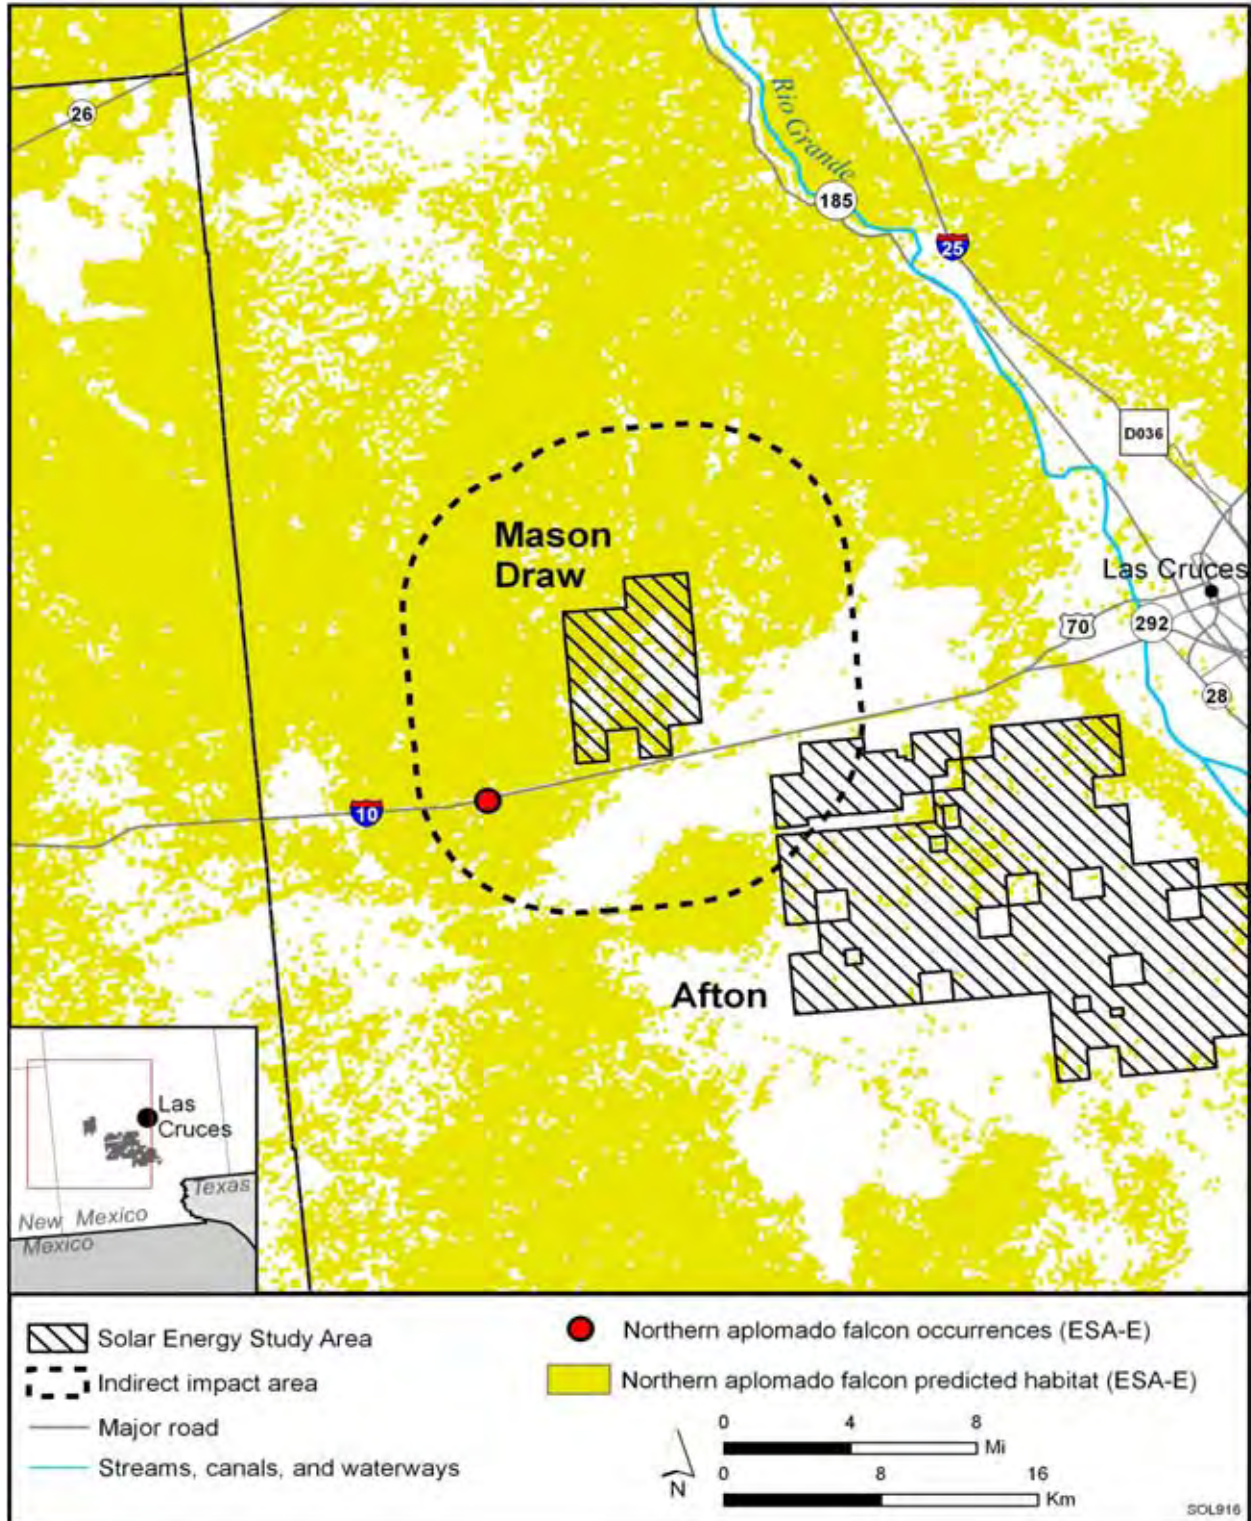 26
Rio Grande
185
25
D036
Mason
Draw
Las Cruces
70
292
28
10
Afton
Las
Cruces
Texas
New Mexico
Mexico
Solar Energy Study Area
Indirect impact area
Major road
Streams, canals, and waterways
Northern aplomado falcon occurrences (ESA-E)
Northern aplomado falcon predicted habitat (ESA-E)
0 4 8
Mi
0 8 16
Km
N
SOL916